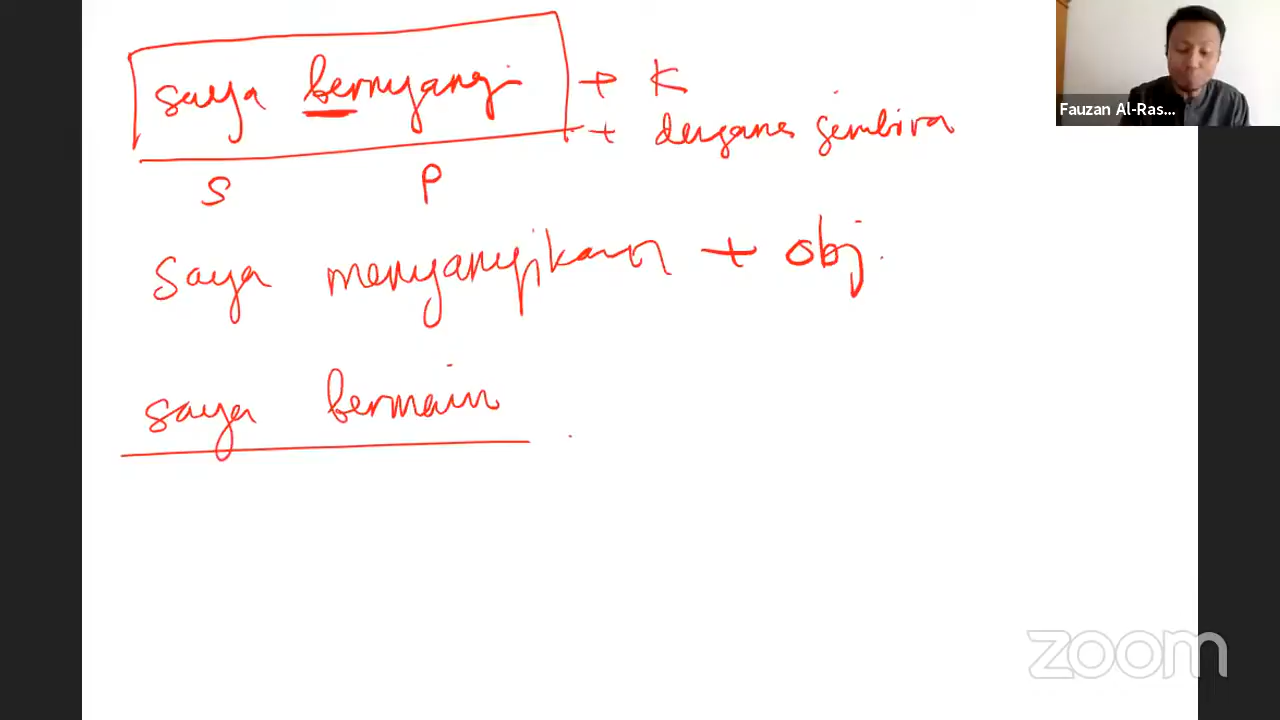 saya bernyanyi + K
+ dengan gembira
S P
saya menyanyikan + obj.
saya bermain
Fauzan Al-Ras...
zoom